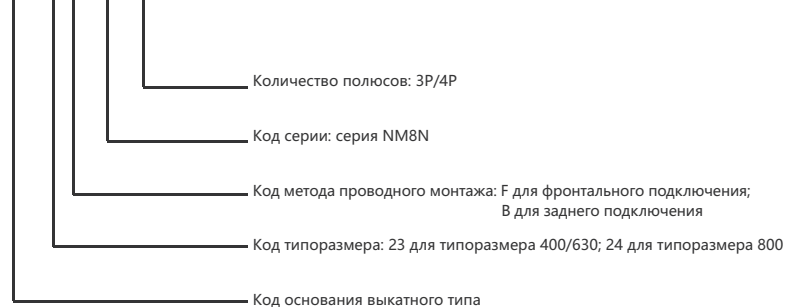 Количество полюсов: 3P/4P
Код серии: серия NM8N
Код метода проводного монтажа: F для фронтального подключения;
B для заднего подключения
Код типоразмера: 23 для типоразмера 400/630; 24 для типоразмера 800
Код основания выкатного типа